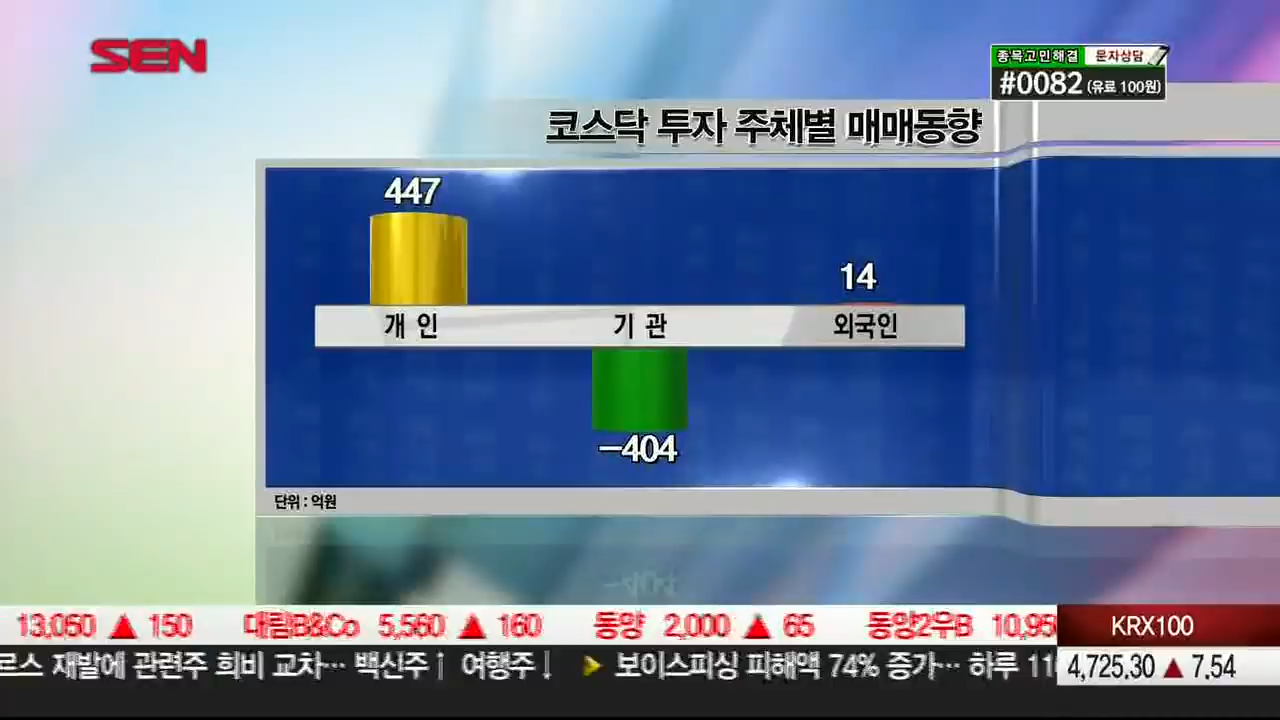 SEN
종목고민해결 문자상담
#0082 (유료 100원)
코스닥 투자 주체별 매매동향
447
14
개 인 기 관 외국인
-404
단위 : 억원
13,050 ▲ 150 대림B&Co 5,560 ▲ 160 동양 2,000 ▲ 65 동양2우B 10,95
KRX100
르스 재발에 관련주 희비 교차… 백신주↑ 여행주↓ 보이스피싱 피해액 74% 증가… 하루 11
4,725.30 ▲ 7.54